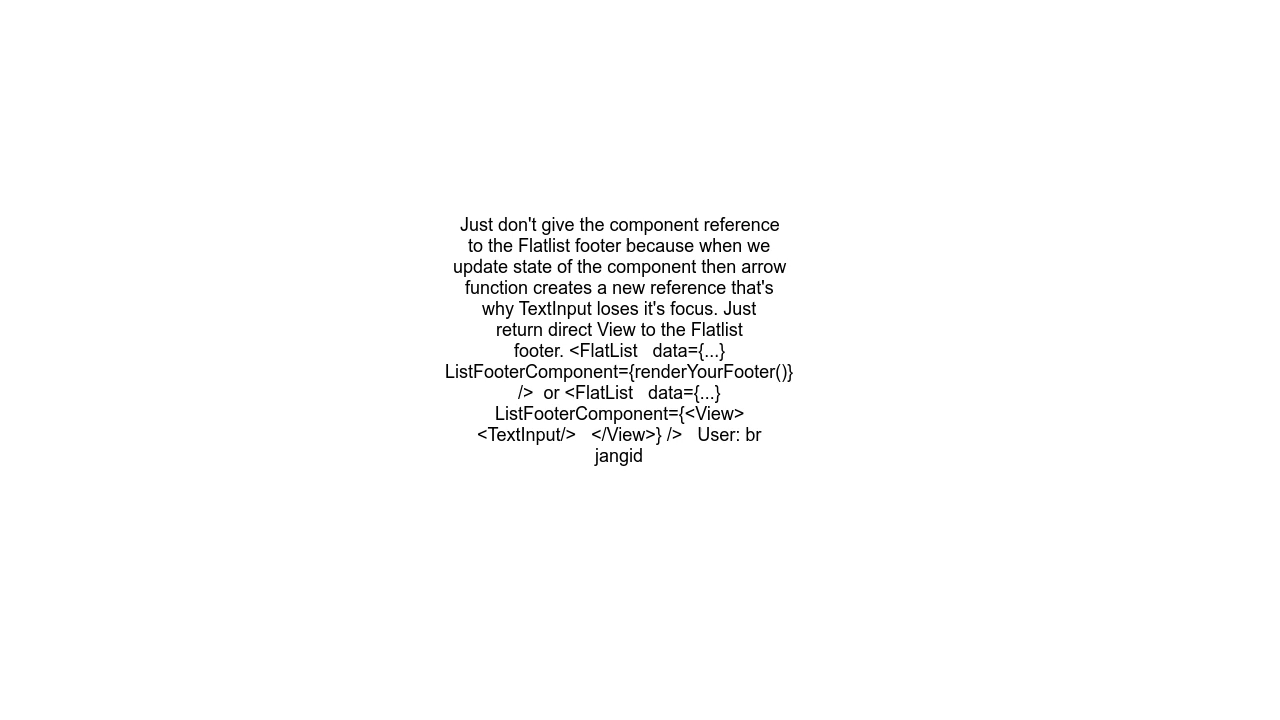 Just don't give the component reference
to the Flatlist footer because when we
update state of the component then arrow
function creates a new reference that's
why TextInput loses it's focus. Just
return direct View to the Flatlist
footer. <FlatList   data={...}
ListFooterComponent={renderYourFooter()}
/>  or <FlatList   data={...}
ListFooterComponent={<View>
<TextInput/>   </View>} />   User: br
jangid